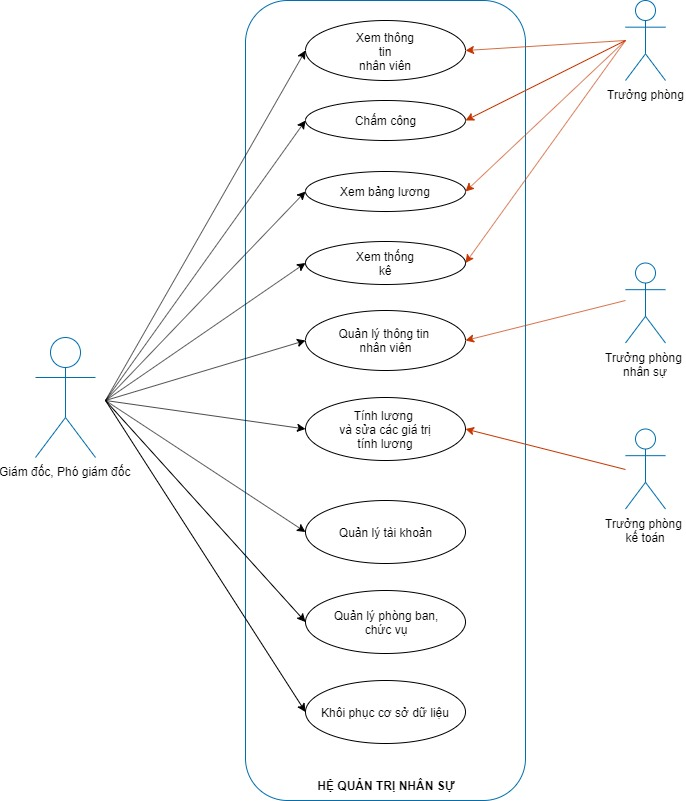 Xem thông
tin
nhân viên
Trưởng phòng
Chấm công
Xem bảng lương
Xem thống
kê
Quản lý thông tin
nhân viên
Trưởng phòng
nhân sự
Tính lương
và sửa các giá trị
tính lương
Giám đốc, Phó giám đốc
Trưởng phòng
kế toán
Quản lý tài khoản
Quản lý phòng ban,
chức vụ
Khôi phục cơ sở dữ liệu
HỆ QUẢN TRỊ NHÂN SỰ